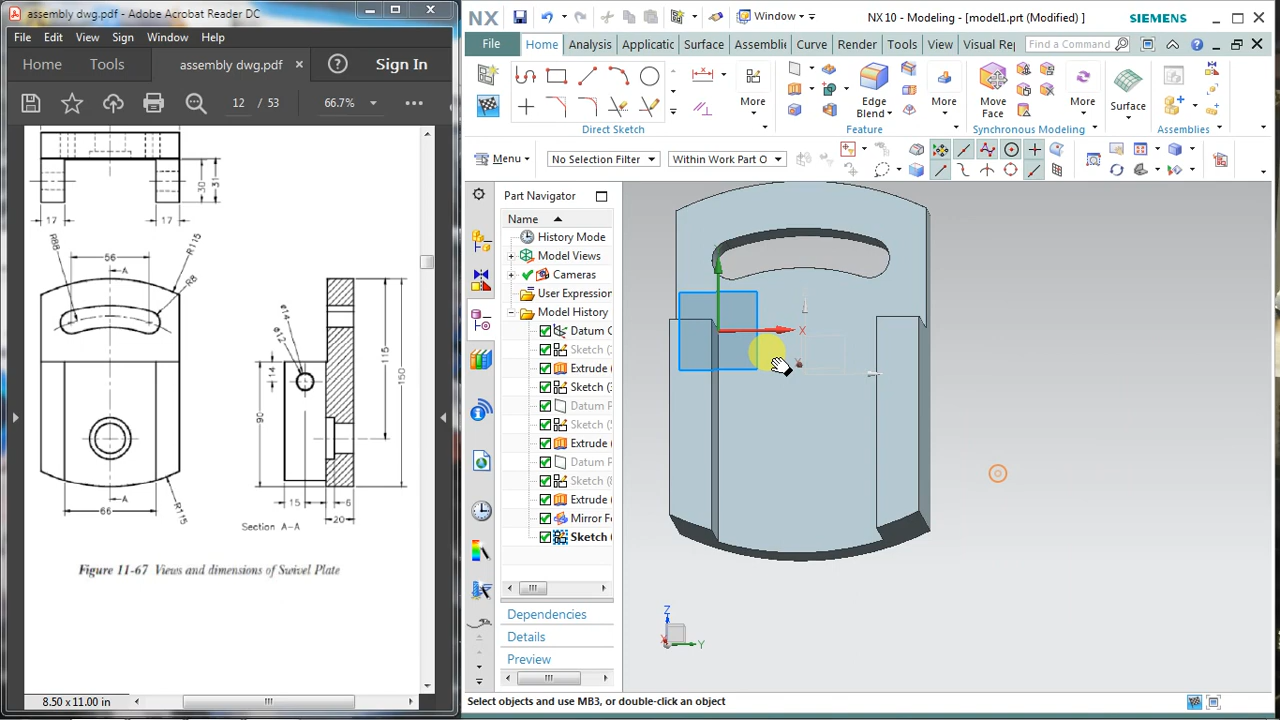 assembly dwg.pdf - Adobe Acrobat Reader DC
File Edit View Sign Window Help
Home Tools assembly dwg.pdf × Sign In
12 / 53 66.7%
30
31
17 17
R88 R115
56
A
R8
ø14
ø12
14
90
115
150
A
66
R115
15 6
20
Section A-A
Figure 11-67 Views and dimensions of Swivel Plate
8.50 x 11.00 in
NX Window NX 10 - Modeling - [model1.prt (Modified) ] SIEMENS
File Home Analysis Applicatic Surface Assembli Curve Render Tools View Visual Re Find a Command
More Edge Blend More Move Face More Surface
Direct Sketch Feature Synchronous Modeling Assemblies
Menu No Selection Filter Within Work Part O
Part Navigator
Name
History Mode
Model Views
Cameras
User Expression
Model History
Datum C
Sketch (
Extrude (
Sketch (
Datum P
Sketch (
Extrude (
Datum P
Sketch (
Extrude (
Mirror F
Sketch (
Dependencies
Details
Preview
X
Z
X Y
Select objects and use MB3, or double-click an object